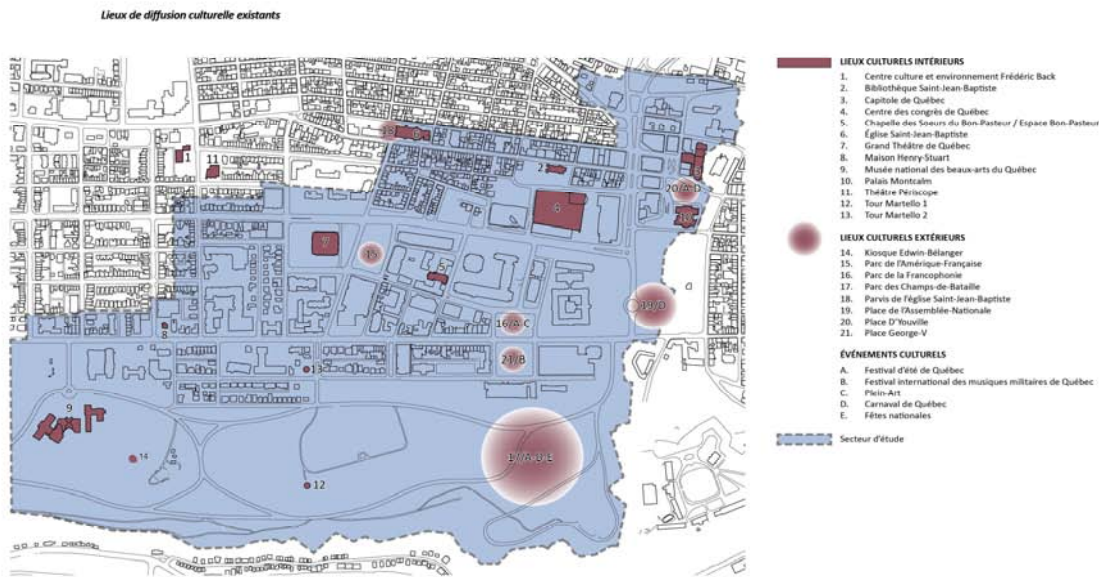 Lieux de diffusion culturelle existants
LIEUX CULTURELS INTÉRIEURS
1. Centre culture et environnement Frédéric Back
2. Bibliothèque Saint-Jean-Baptiste
3. Capitole de Québec
4. Centre des congrès de Québec
5. Chapelle des Soeurs du Bon-Pasteur / Espace Bon-Pasteur
6. Église Saint-Jean-Baptiste
7. Grand Théâtre de Québec
8. Maison Henry-Stuart
9. Musée national des beaux-arts du Québec
10. Palais Montcalm
11. Théâtre Périscope
12. Tour Martello 1
13. Tour Martello 2
LIEUX CULTURELS EXTÉRIEURS
14. Kiosque Edwin-Bélanger
15. Parc de l'Amérique-Française
16. Parc de la Francophonie
17. Parc des Champs-de-Bataille
18. Parvis de l'église Saint-Jean-Baptiste
19. Place de l'Assemblée-Nationale
20. Place D'Youville
21. Place George-V
ÉVÉNEMENTS CULTURELS
A. Festival d'été de Québec
B. Festival international des musiques militaires de Québec
C. Plein-Art
D. Carnaval de Québec
E. Fêtes nationales
Secteur d'étude
18
6
1
11
2
20/A-D
4
10
7
15
19/D
16/A-C
8
21/B
13
9
14
17/A-D-E
12